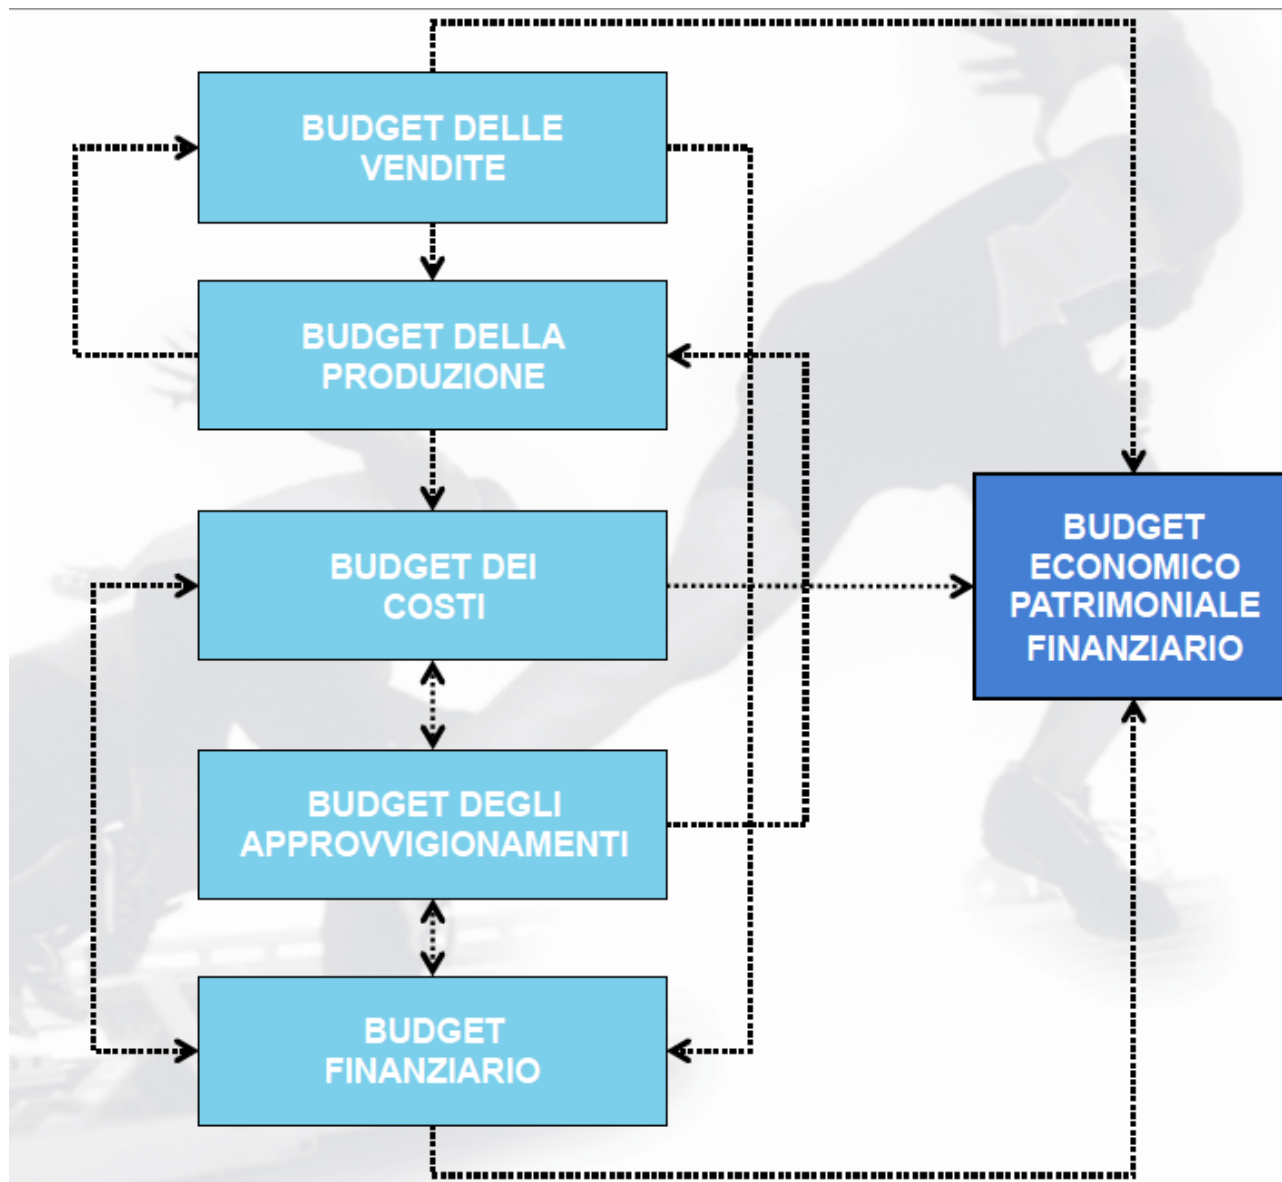 BUDGET DELLE
VENDITE
BUDGET DELLA
PRODUZIONE
BUDGET DEI
COSTI
BUDGET DEGLI
APPROVVIGIONAMENTI
BUDGET
FINANZIARIO
BUDGET
ECONOMICO
PATRIMONIALE
FINANZIARIO